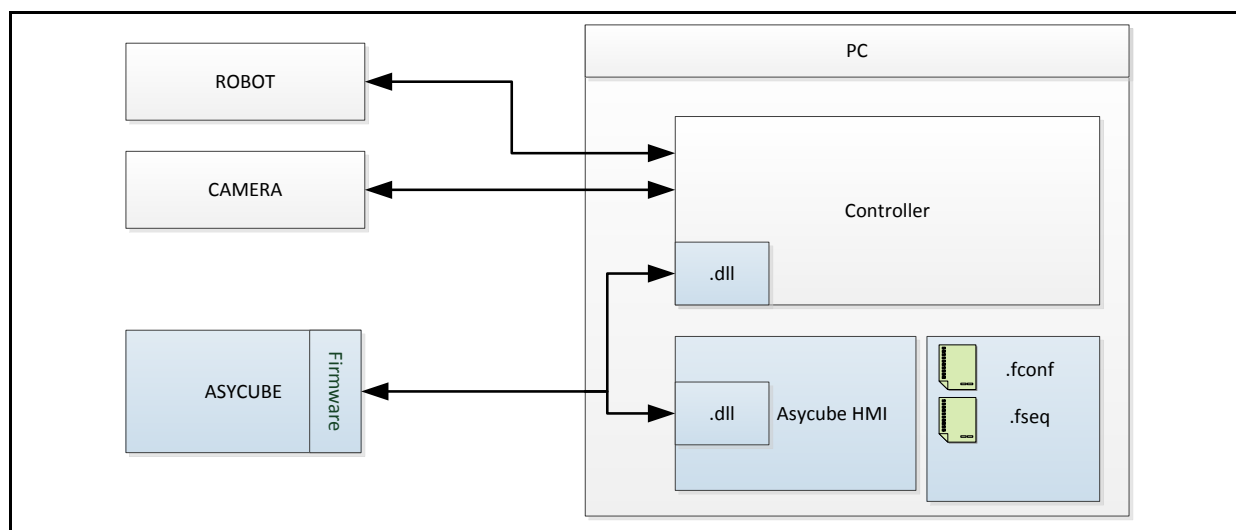 PC
ROBOT
CAMERA
Controller
.dll
ASYCUBE
Firmware
.dll
Asycube HMI
.fconf
.fseq